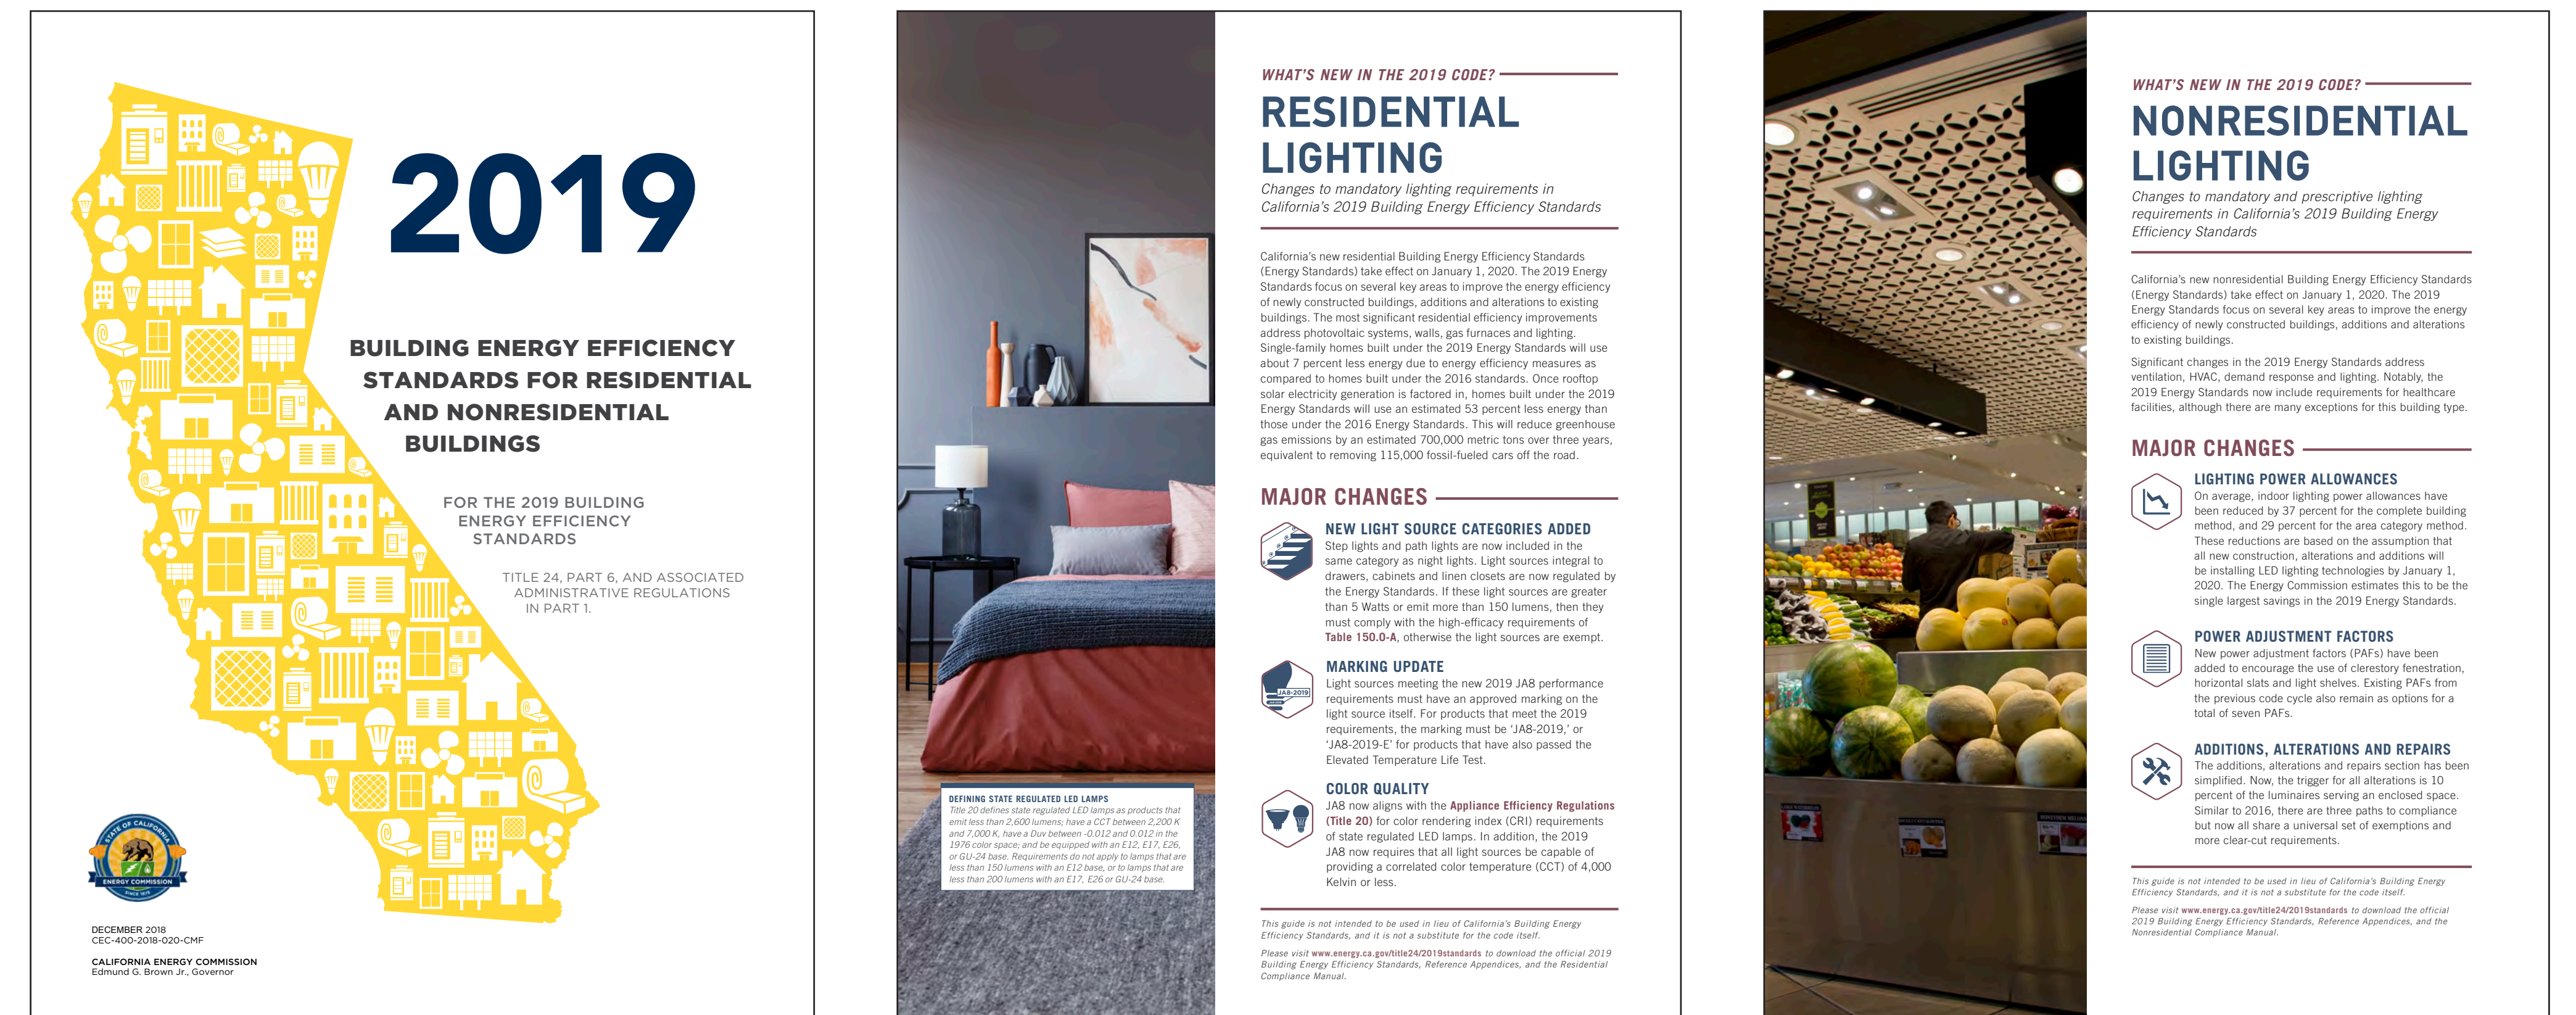 2019
BUILDING ENERGY EFFICIENCY
STANDARDS FOR RESIDENTIAL
AND NONRESIDENTIAL
BUILDINGS
FOR THE 2019 BUILDING
ENERGY EFFICIENCY
STANDARDS
TITLE 24, PART 6, AND ASSOCIATED
ADMINISTRATIVE REGULATIONS
IN PART 1.
STATE OF CALIFORNIA
ENERGY COMMISSION
SINCE 1975
DECEMBER 2018
CEC-400-2018-020-CMF
CALIFORNIA ENERGY COMMISSION
Edmund G. Brown Jr., Governor
DEFINING STATE REGULATED LED LAMPS
Title 20 defines state regulated LED lamps as products that
emit less than 2,600 lumens; have a CCT between 2,200 K
and 7,000 K, have a Duv between -0.012 and 0.012 in the
1976 color space; and be equipped with an E12, E17, E26,
or GU-24 base. Requirements do not apply to lamps that are
less than 150 lumens with an E12 base, or to lamps that are
less than 200 lumens with an E17, E26 or GU-24 base.
WHAT'S NEW IN THE 2019 CODE?
RESIDENTIAL
LIGHTING
Changes to mandatory lighting requirements in
California's 2019 Building Energy Efficiency Standards
California's new residential Building Energy Efficiency Standards
(Energy Standards) take effect on January 1, 2020. The 2019 Energy
Standards focus on several key areas to improve the energy efficiency
of newly constructed buildings, additions and alterations to existing
buildings. The most significant residential efficiency improvements
address photovoltaic systems, walls, gas furnaces and lighting.
Single-family homes built under the 2019 Energy Standards will use
about 7 percent less energy due to energy efficiency measures as
compared to homes built under the 2016 standards. Once rooftop
solar electricity generation is factored in, homes built under the 2019
Energy Standards will use an estimated 53 percent less energy than
those under the 2016 Energy Standards. This will reduce greenhouse
gas emissions by an estimated 700,000 metric tons over three years,
equivalent to removing 115,000 fossil-fueled cars off the road.
MAJOR CHANGES
NEW LIGHT SOURCE CATEGORIES ADDED
Step lights and path lights are now included in the
same category as night lights. Light sources integral to
drawers, cabinets and linen closets are now regulated by
the Energy Standards. If these light sources are greater
than 5 Watts or emit more than 150 lumens, then they
must comply with the high-efficacy requirements of
Table 150.0-A, otherwise the light sources are exempt.
JA8-2019
MARKING UPDATE
Light sources meeting the new 2019 JA8 performance
requirements must have an approved marking on the
light source itself. For products that meet the 2019
requirements, the marking must be 'JA8-2019,' or
'JA8-2019-E' for products that have also passed the
Elevated Temperature Life Test.
COLOR QUALITY
JA8 now aligns with the Appliance Efficiency Regulations
(Title 20) for color rendering index (CRI) requirements
of state regulated LED lamps. In addition, the 2019
JA8 now requires that all light sources be capable of
providing a correlated color temperature (CCT) of 4,000
Kelvin or less.
This guide is not intended to be used in lieu of California's Building Energy
Efficiency Standards, and it is not a substitute for the code itself.
Please visit www.energy.ca.gov/title24/2019standards to download the official 2019
Building Energy Efficiency Standards, Reference Appendices, and the Residential
Compliance Manual.
WHAT'S NEW IN THE 2019 CODE?
NONRESIDENTIAL
LIGHTING
Changes to mandatory and prescriptive lighting
requirements in California's 2019 Building Energy
Efficiency Standards
California's new nonresidential Building Energy Efficiency Standards
(Energy Standards) take effect on January 1, 2020. The 2019
Energy Standards focus on several key areas to improve the energy
efficiency of newly constructed buildings, additions and alterations
to existing buildings.
Significant changes in the 2019 Energy Standards address
ventilation, HVAC, demand response and lighting. Notably, the
2019 Energy Standards now include requirements for healthcare
facilities, although there are many exceptions for this building type.
MAJOR CHANGES
LIGHTING POWER ALLOWANCES
On average, indoor lighting power allowances have
been reduced by 37 percent for the complete building
method, and 29 percent for the area category method.
These reductions are based on the assumption that
all new construction, alterations and additions will
be installing LED lighting technologies by January 1,
2020. The Energy Commission estimates this to be the
single largest savings in the 2019 Energy Standards.
POWER ADJUSTMENT FACTORS
New power adjustment factors (PAFs) have been
added to encourage the use of clerestory fenestration,
horizontal slats and light shelves. Existing PAFs from
the previous code cycle also remain as options for a
total of seven PAFs.
ADDITIONS, ALTERATIONS AND REPAIRS
The additions, alterations and repairs section has been
simplified. Now, the trigger for all alterations is 10
percent of the luminaires serving an enclosed space.
Similar to 2016, there are three paths to compliance
but now all share a universal set of exemptions and
more clear-cut requirements.
This guide is not intended to be used in lieu of California's Building Energy
Efficiency Standards, and it is not a substitute for the code itself.
Please visit www.energy.ca.gov/title24/2019standards to download the official
2019 Building Energy Efficiency Standards, Reference Appendices, and the
Nonresidential Compliance Manual.